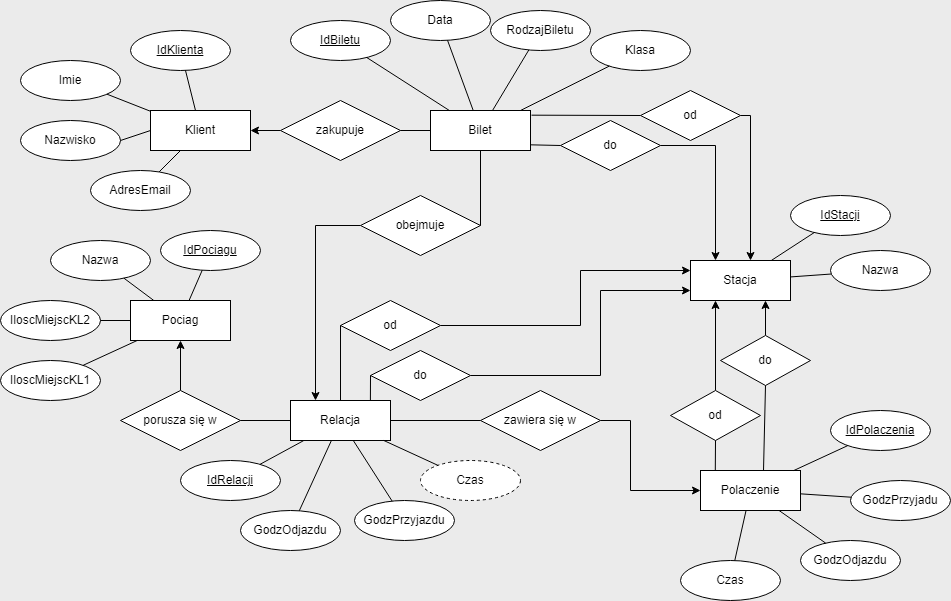 Data
RodzajBiletu
IdBiletu
IdKlienta
Klasa
Imie
od
Klient
zakupuje
Bilet
Nazwisko
do
AdresEmail
IdStacji
obejmuje
IdPociagu
Nazwa
Nazwa
Stacja
IloscMiejscKL2
Pociag
od
do
IloscMiejscKL1
do
od
porusza się w
Relacja
zawiera się w
IdPolaczenia
IdRelacji
Czas
Polaczenie
GodzPrzyjadu
GodzPrzyjazdu
GodzOdjazdu
GodzOdjazdu
Czas